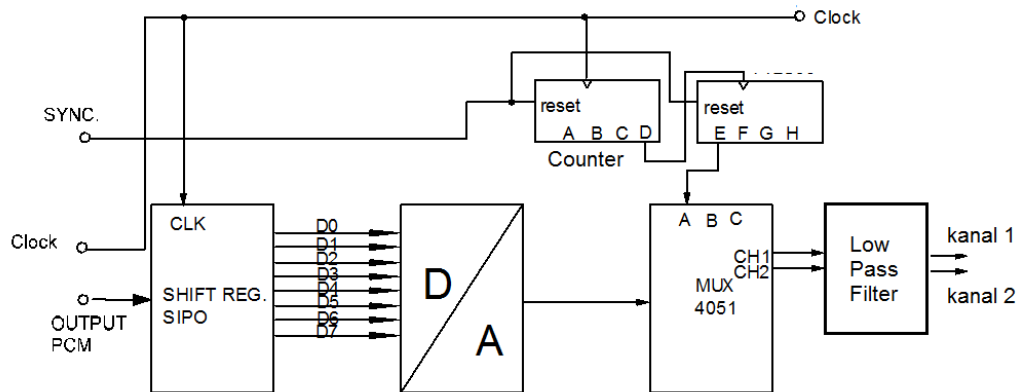 Clock
SYNC.
reset
A B C D
Counter
reset
E F G H
Clock
OUTPUT
PCM
CLK
SHIFT REG.
SIPO
D0
D1
D2
D3
D4
D5
D6
D7
D
A
A B C
CH1
CH2
MUX
4051
Low
Pass
Filter
kanal 1
kanal 2